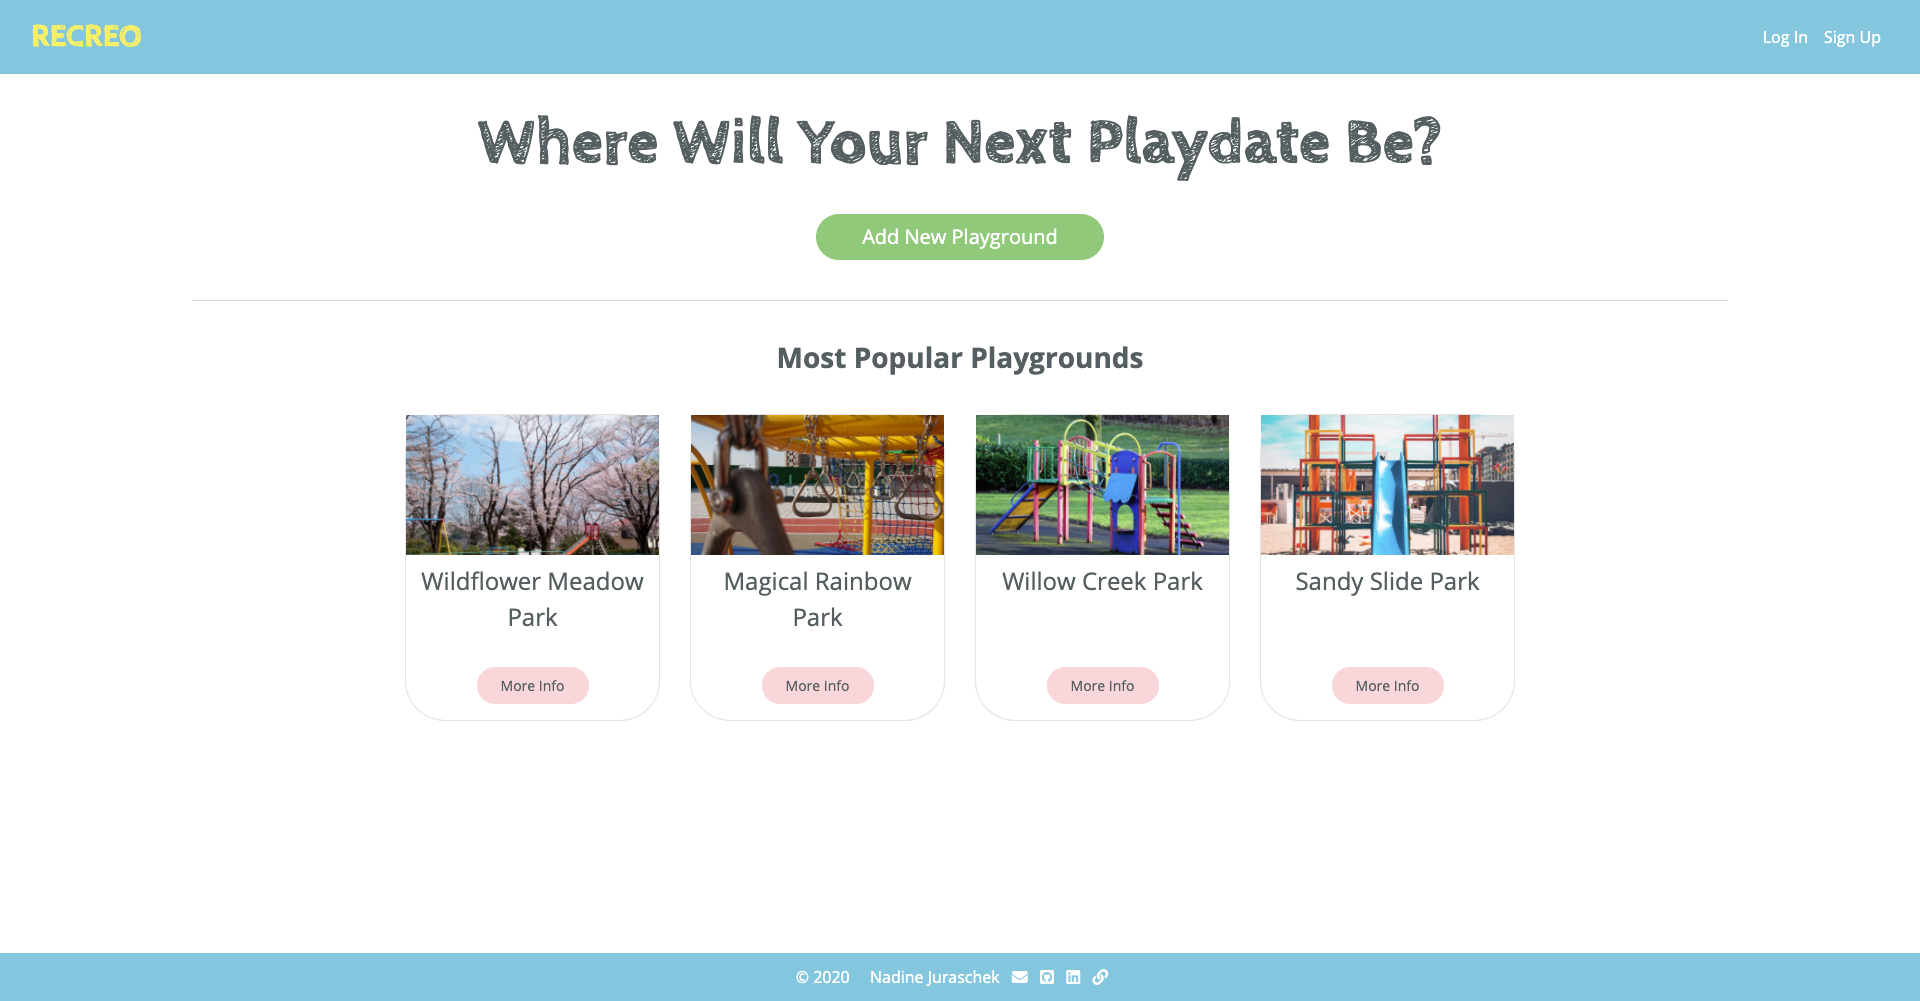 RECREO
Log In Sign Up
Where Will Your Next Playdate Be?
Add New Playground
Most Popular Playgrounds
Wildflower Meadow
Park
More Info
Magical Rainbow
Park
More Info
Willow Creek Park
More Info
Sandy Slide Park
More Info
© 2020 Nadine Juraschek